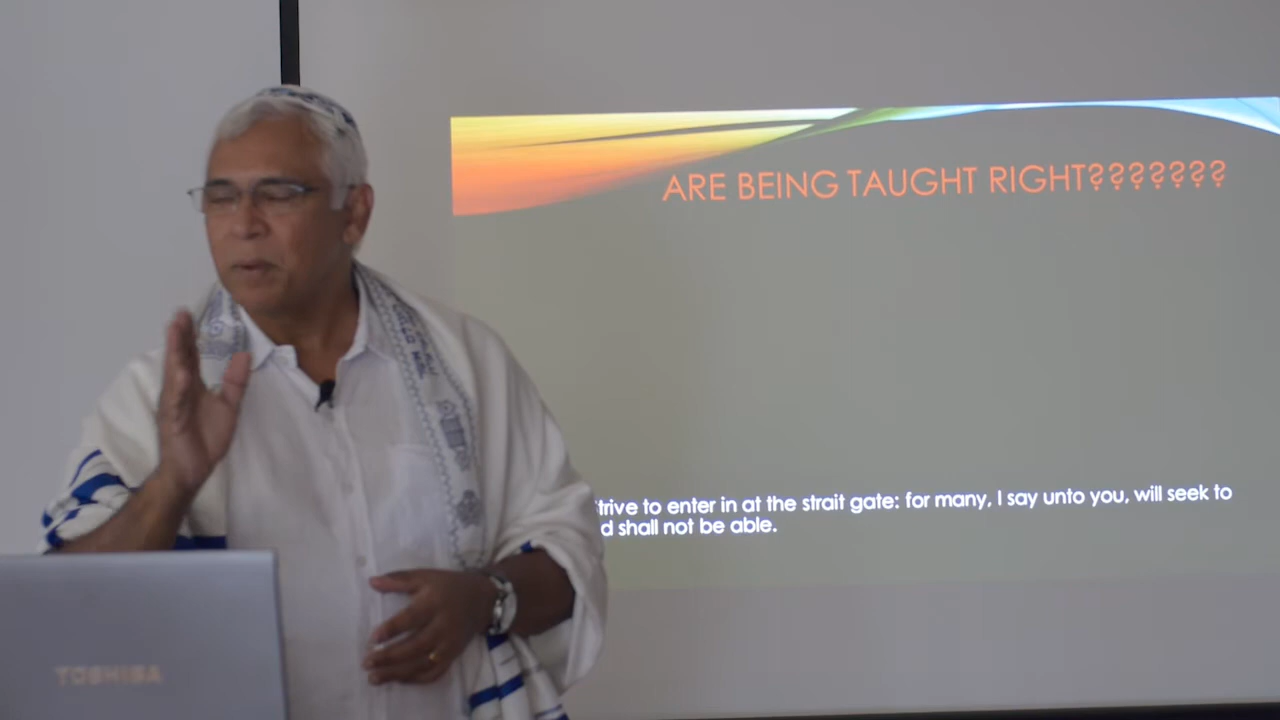 ARE BEING TAUGHT RIGHT???????
trive to enter in at the strait gate: for many, I say unto you, will seek to
d shall not be able.
TOSHIBA